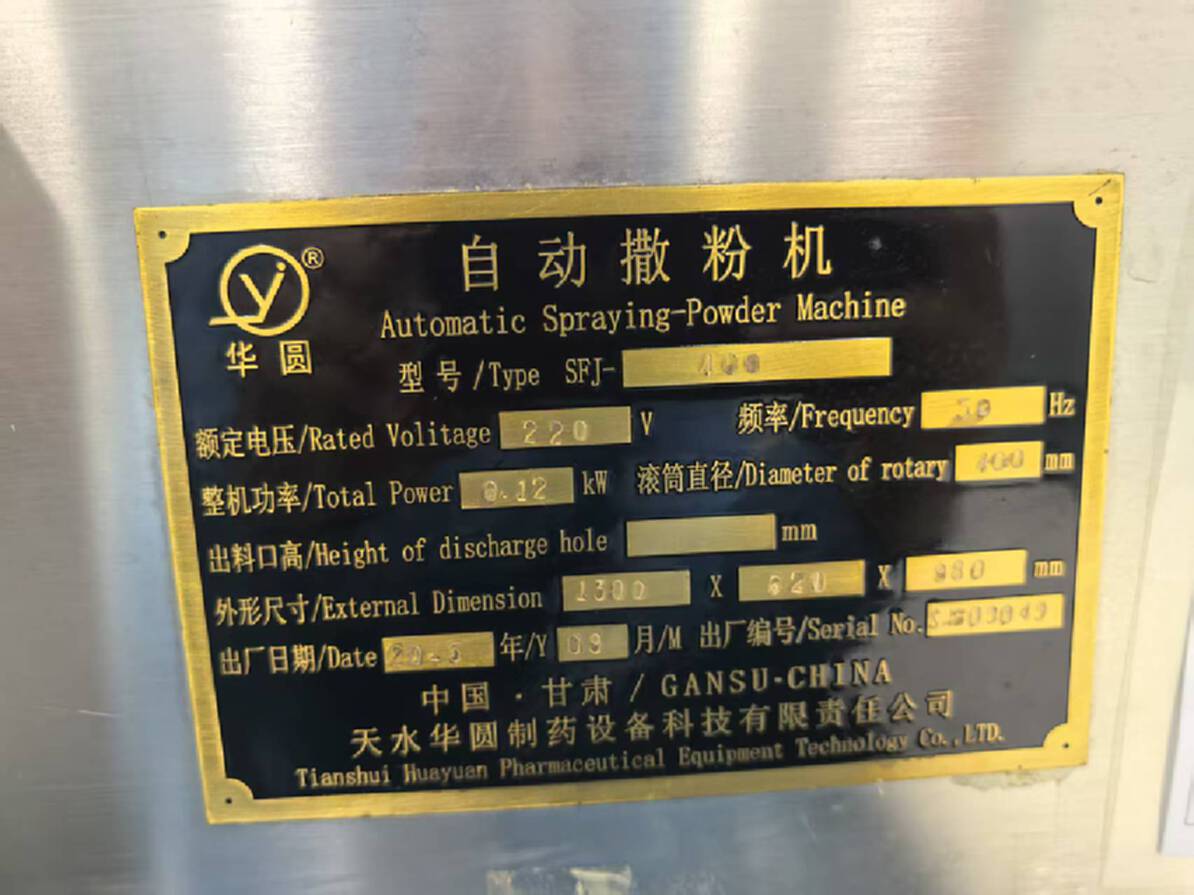 ®
华圆
自动撒粉机
Automatic Spraying-Powder Machine
型号/Type SFJ-400
额定电压/Rated Volitage 220 V 频率/Frequency 50 Hz
整机功率/Total Power 0.12 kW 滚筒直径/Diameter of rotary 400 mm
出料口高/Height of discharge hole mm
外形尺寸/External Dimension 1300 X 620 X 980 mm
出厂日期/Date 年/Y 月/M 出厂编号/Serial No.
中国·甘肃/GANSU·CHINA
天水华圆制药设备科技有限责任公司
Tianshui Huayuan Pharmaceutical Equipment Technology Co.,LTD.